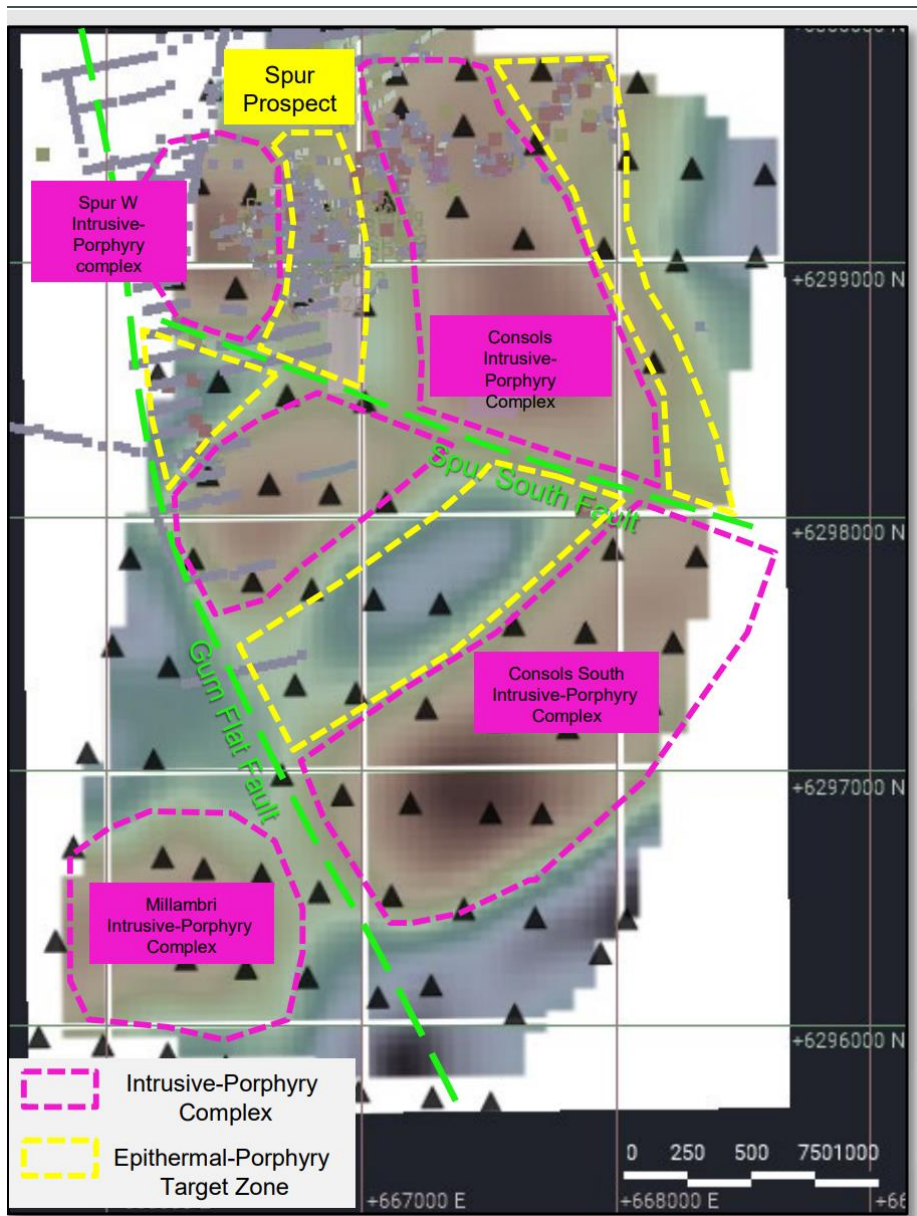 Spur
Prospect
Spur W
Intrusive-
Porphyry
complex
+6299000 N
Consols
Intrusive-
Porphyry
Complex
Spur South Fault
+6298000 N
Gum Flat Fault
Consols South
Intrusive-Porphyry
Complex
+6297000 N
Millambri
Intrusive-Porphyry
Complex
+6296000 N
Intrusive-Porphyry
Complex
Epithermal-Porphyry
Target Zone
0 250 500 7501000
+667000 E
+668000 E